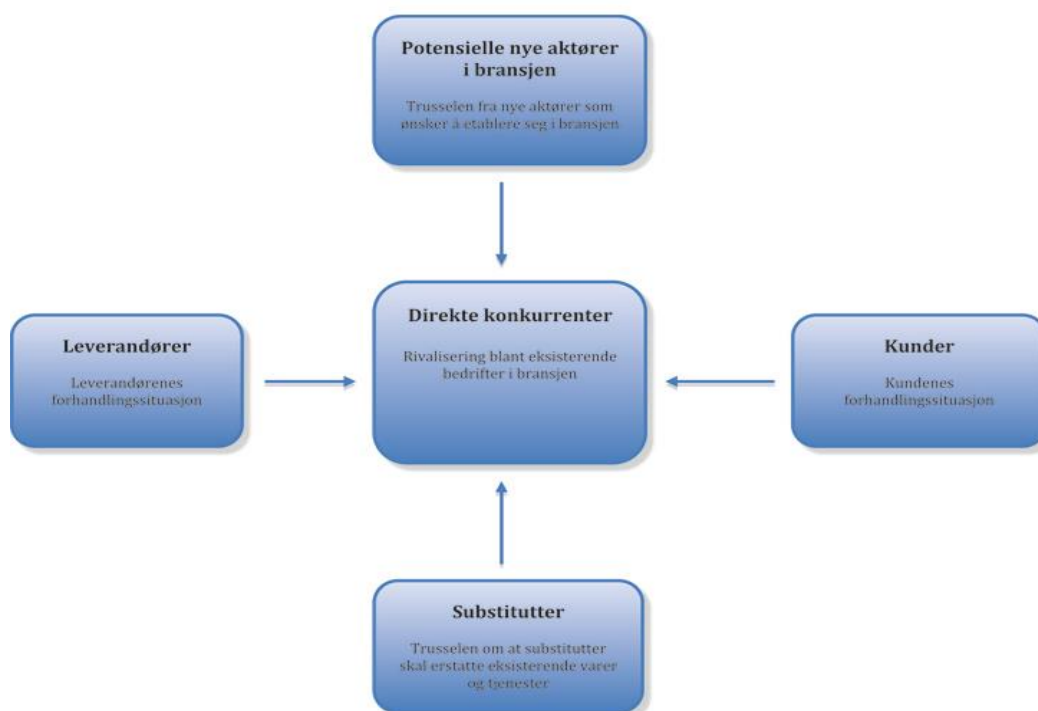 Potensielle nye aktører
i bransjen
Trusselen fra nye aktører som
ønsker å etablere seg i bransjen
Direkte konkurrenter
Rivalisering blant eksisterende
bedrifter i bransjen
Leverandører
Leverandørenes
forhandlingssituasjon
Kunder
Kundenes
forhandlingssituasjon
Substitutter
Trusselen om at substitutter
skal erstatte eksisterende varer
og tjenester